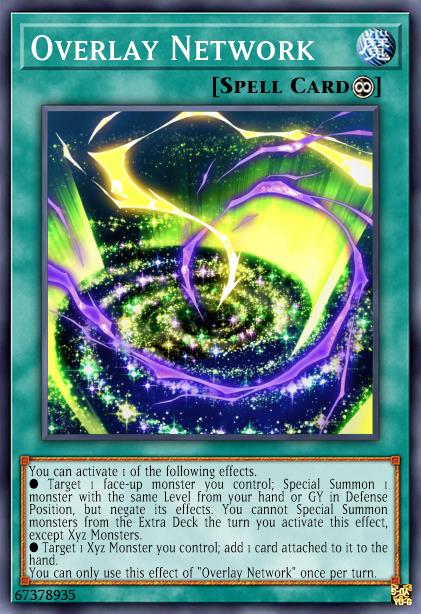 OVERLAY NETWORK
魔
[SPELL CARD]
You can activate 1 of the following effects.
● Target 1 face-up monster you control; Special Summon 1
monster with the same Level from your hand or GY in Defense
Position, but negate its effects. You cannot Special Summon
monsters from the Extra Deck the turn you activate this effect,
except Xyz Monsters.
● Target 1 Xyz Monster you control; add 1 card attached to it to the
hand.
You can only use this effect of "Overlay Network" once per turn.
67378935